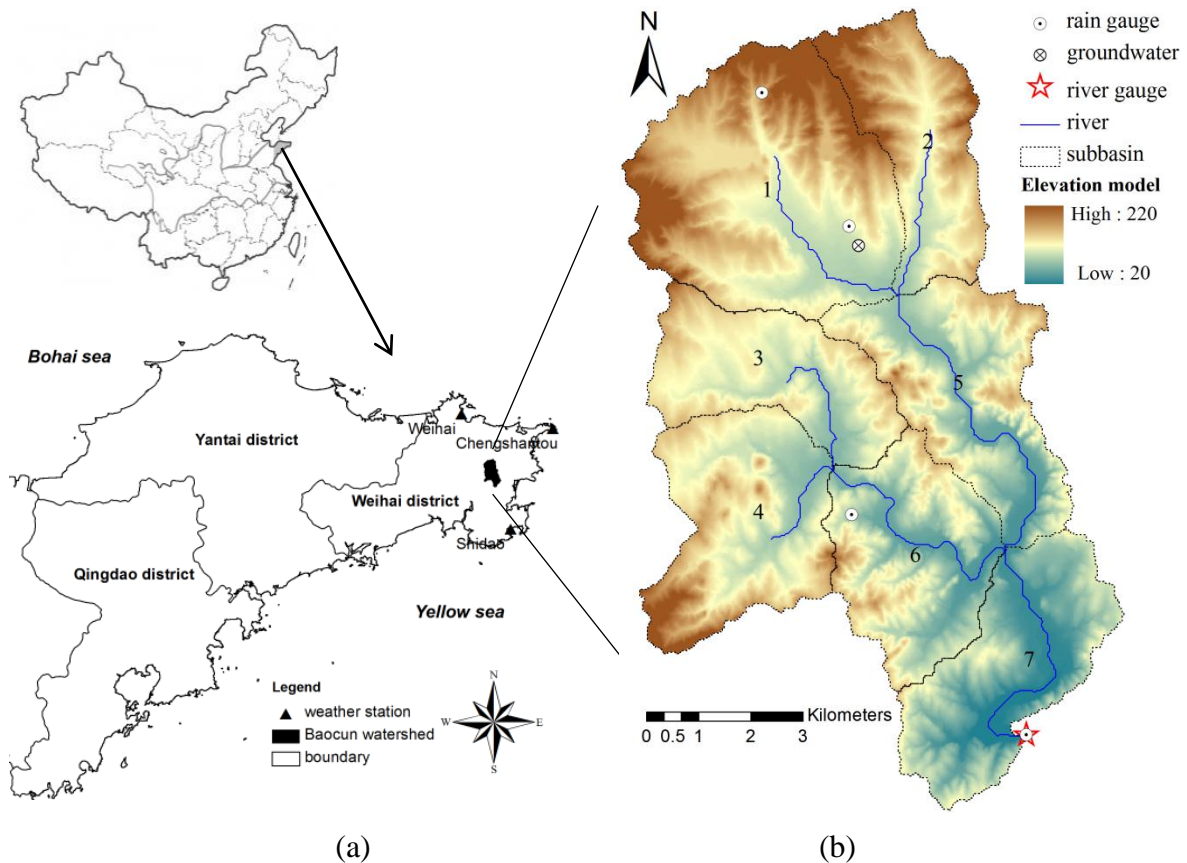 Bohai sea
Weihai
Chengshantou
Yantai district
Weihai district
Shidao
Qingdao district
Yellow sea
Legend
weather station
Baocun watershed
boundary
N
W
E
S
(a)
N
rain gauge
groundwater
river gauge
river
subbasin
Elevation model
High : 220
Low : 20
1
2
3
5
4
6
7
Kilometers
0 0.5 1 2 3
(b)